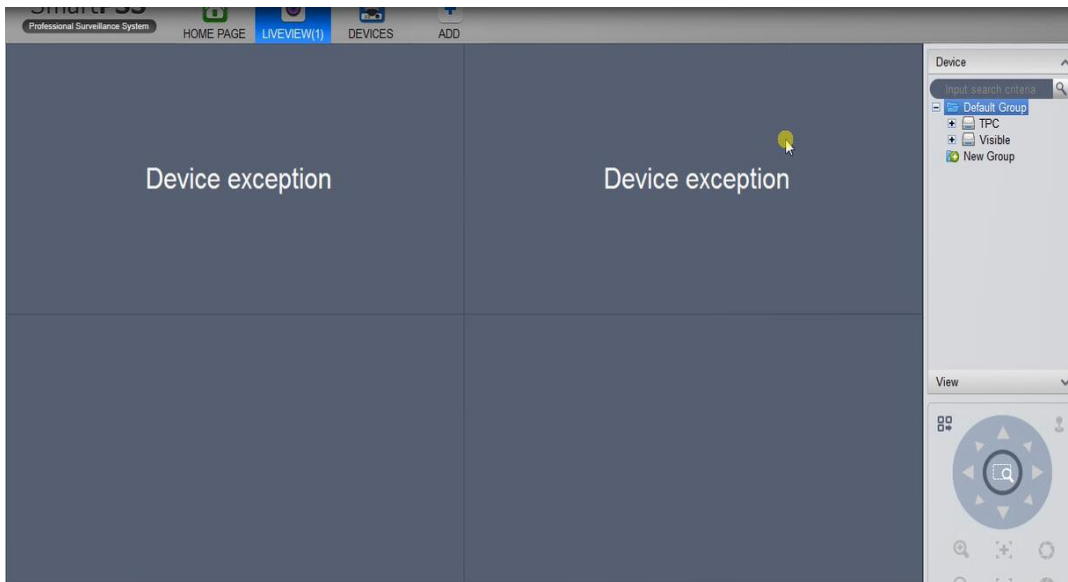 SmartPSS
Professional Surveillance System
HOME PAGE
LIVEVIEW(1)
DEVICES
ADD
Device
Input search criteria
Default Group
TPC
Visible
New Group
Device exception
Device exception
View